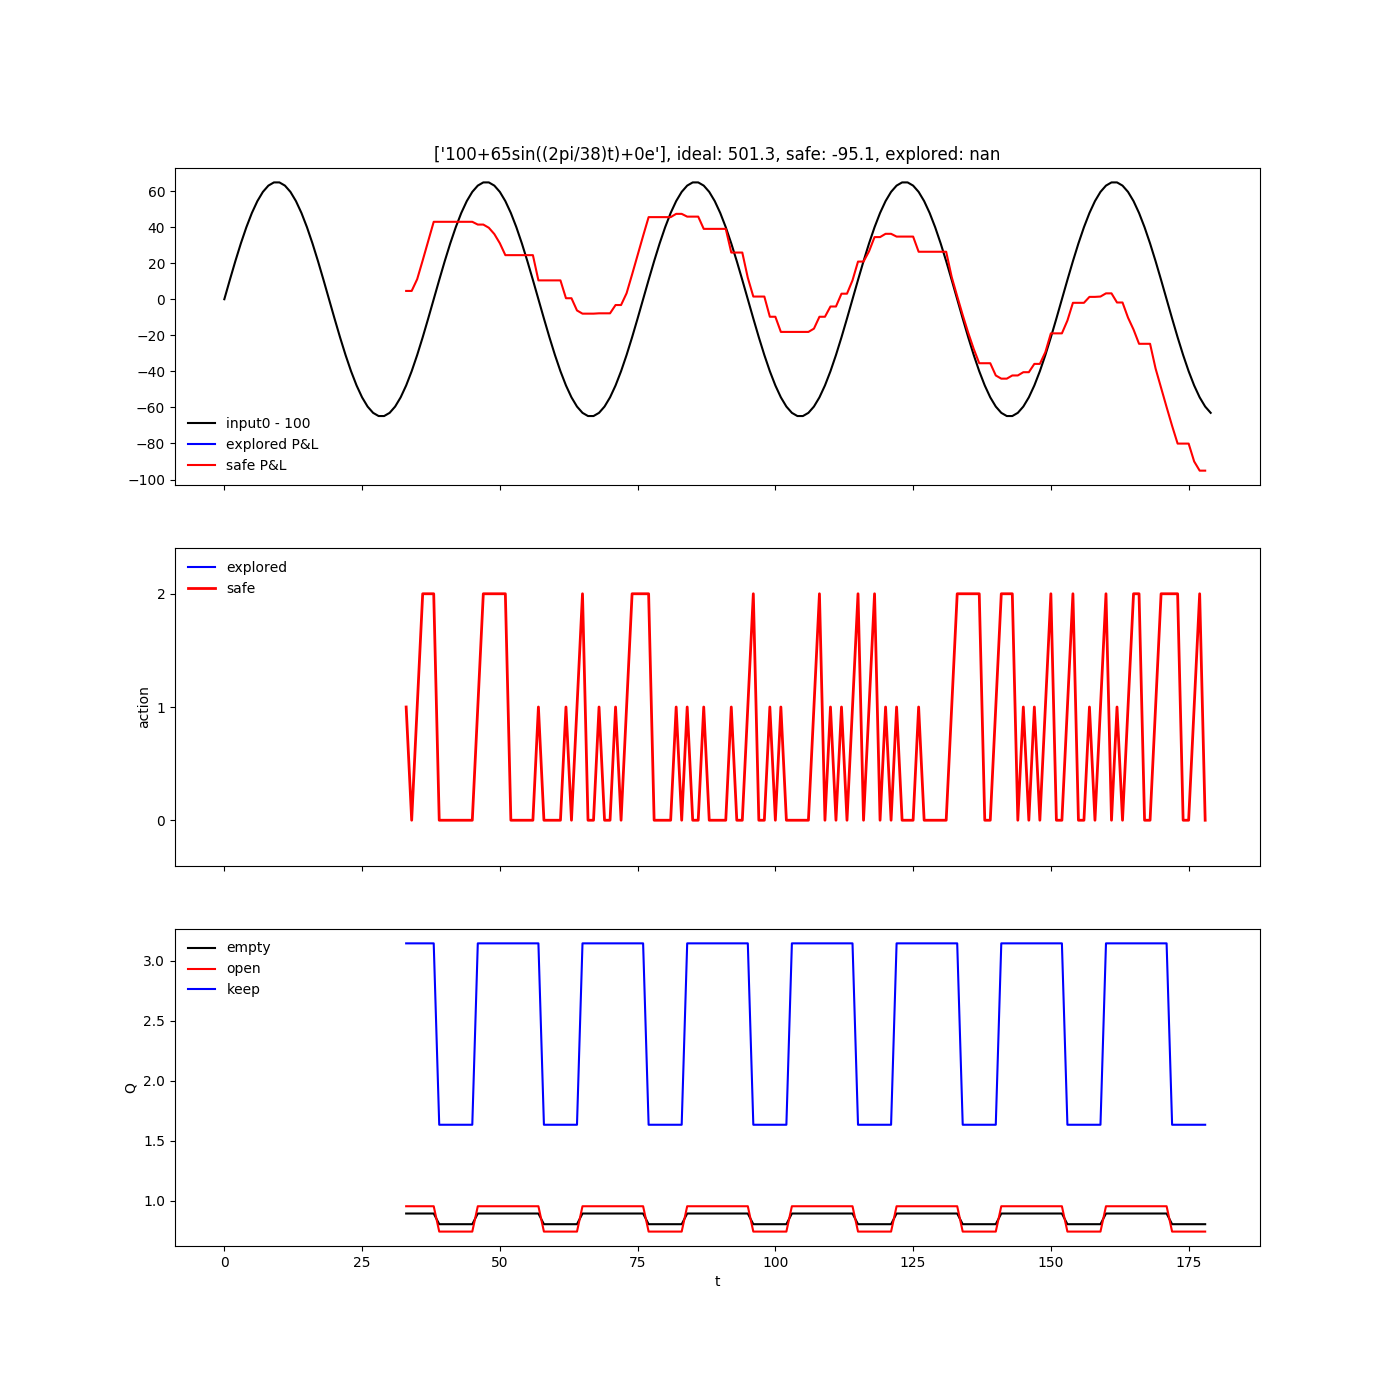 ['100+65sin((2pi/38)t)+0e'], ideal: 501.3, safe: -95.1, explored: nan
60
40
20
0
−20
−40
−60
−80
−100
input0 - 100
explored P&L
safe P&L
2
1
0
action
explored
safe
3.0
2.5
2.0
1.5
1.0
Q
empty
open
keep
0 25 50 75 100 125 150 175
t